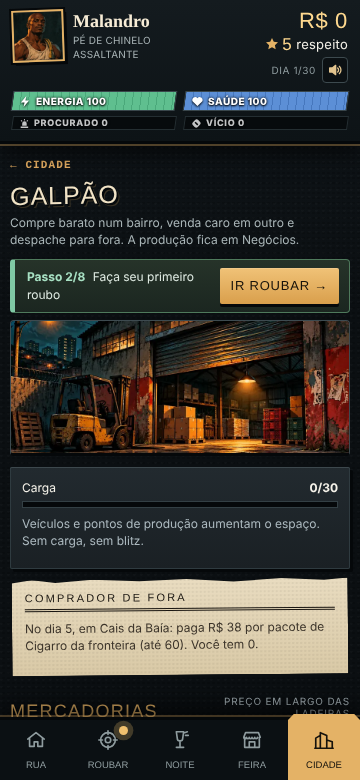 Malandro
PÉ DE CHINELO
ASSALTANTE
R$ 0
5 respeito
DIA 1/30
ENERGIA 100
SAÚDE 100
PROCURADO 0
VÍCIO 0
← CIDADE
GALPÃO
Compre barato num bairro, venda caro em outro e
despache para fora. A produção fica em Negócios.
Passo 2/8 Faça seu primeiro
roubo
IR ROUBAR →
Carga
0/30
Veículos e pontos de produção aumentam o espaço.
Sem carga, sem blitz.
COMPRADOR DE FORA
No dia 5, em Cais da Baía: paga R$ 38 por pacote de
Cigarro da fronteira (até 60). Você tem 0.
MERCADORIAS
PREÇO EM LARGO DAS
LADEIRAS
RUA
ROUBAR
NOITE
FEIRA
CIDADE